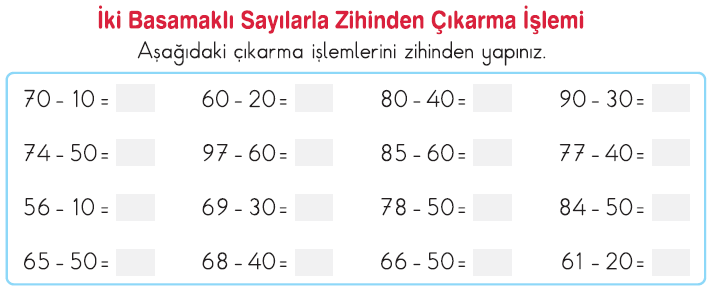 İki Basamaklı Sayılarla Zihinden Çıkarma İşlemi
Aşağıdaki çıkarma işlemlerini zihinden yapınız.
70 - 10 = 60 - 20 = 80 - 40 = 90 - 30 =
74 - 50 = 97 - 60 = 85 - 60 = 77 - 40 =
56 - 10 = 69 - 30 = 78 - 50 = 84 - 50 =
65 - 50 = 68 - 40 = 66 - 50 = 61 - 20 =